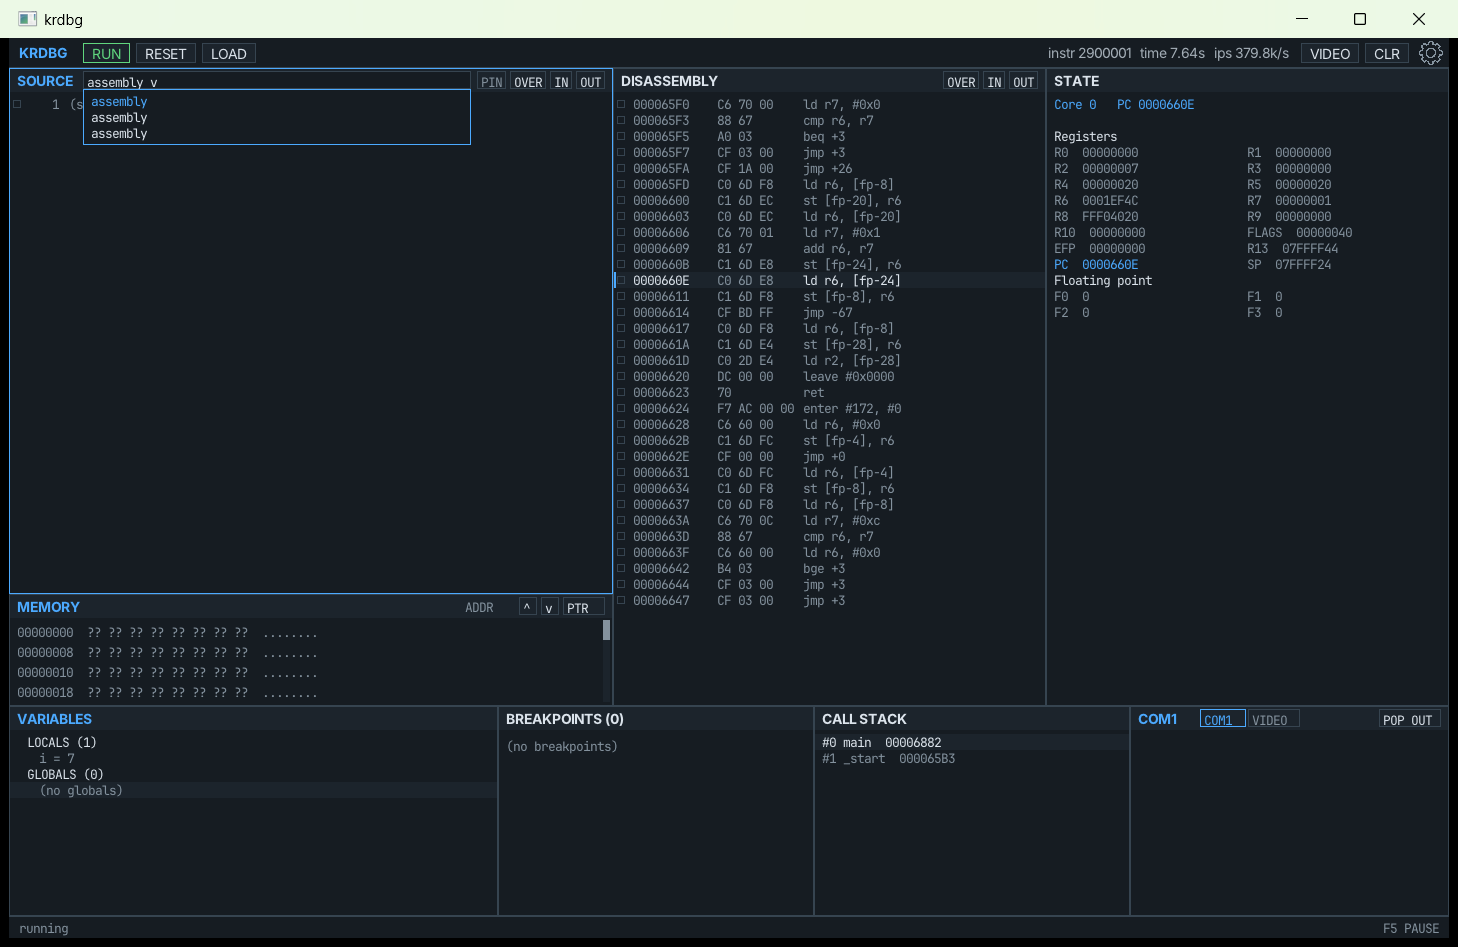 krdbg
KRDBG RUN RESET LOAD instr 2900001 time 7.64s ips 379.8k/s VIDEO CLR
SOURCE assembly v PIN OVER IN OUT
1 (s
assembly
assembly
assembly
DISASSEMBLY OVER IN OUT
000065F0 C6 70 00 ld r7, #0x0
000065F3 88 67 cmp r6, r7
000065F5 A0 03 beq +3
000065F7 CF 03 00 jmp +3
000065FA CF 1A 00 jmp +26
000065FD C0 6D F8 ld r6, [fp-8]
00006600 C1 6D EC st [fp-20], r6
00006603 C0 6D EC ld r6, [fp-20]
00006606 C6 70 01 ld r7, #0x1
00006609 81 67 add r6, r7
0000660B C1 6D E8 st [fp-24], r6
0000660E C0 6D E8 ld r6, [fp-24]
00006611 C1 6D F8 st [fp-8], r6
00006614 CF BD FF jmp -67
00006617 C0 6D F8 ld r6, [fp-8]
0000661A C1 6D E4 st [fp-28], r6
0000661D C0 2D E4 ld r2, [fp-28]
00006620 DC 00 00 leave #0x0000
00006623 70 ret
00006624 F7 AC 00 00 enter #172, #0
00006628 C6 60 00 ld r6, #0x0
0000662B C1 6D FC st [fp-4], r6
0000662E CF 00 00 jmp +0
00006631 C0 6D FC ld r6, [fp-4]
00006634 C1 6D F8 st [fp-8], r6
00006637 C0 6D F8 ld r6, [fp-8]
0000663A C6 70 0C ld r7, #0xc
0000663D 88 67 cmp r6, r7
0000663F C6 60 00 ld r6, #0x0
00006642 B4 03 bge +3
00006644 CF 03 00 jmp +3
00006647 CF 03 00 jmp +3
STATE
Core 0 PC 0000660E
Registers
R0 00000000 R1 00000000
R2 00000007 R3 00000000
R4 00000020 R5 00000020
R6 0001EF4C R7 00000001
R8 FFF04020 R9 00000000
R10 00000000 FLAGS 00000040
EFP 00000000 R13 07FFFF44
PC 0000660E SP 07FFFF24
Floating point
F0 0 F1 0
F2 0 F3 0
MEMORY ADDR ^ v PTR
00000000 ?? ?? ?? ?? ?? ?? ?? ?? ........
00000008 ?? ?? ?? ?? ?? ?? ?? ?? ........
00000010 ?? ?? ?? ?? ?? ?? ?? ?? ........
00000018 ?? ?? ?? ?? ?? ?? ?? ?? ........
VARIABLES
LOCALS (1)
i = 7
GLOBALS (0)
(no globals)
BREAKPOINTS (0)
(no breakpoints)
CALL STACK
#0 main 00006882
#1 _start 000065B3
COM1 COM1 VIDEO POP OUT
running F5 PAUSE